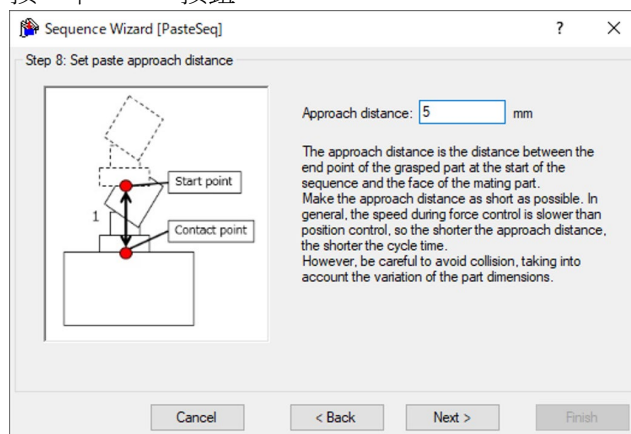 Sequence Wizard [PasteSeq]
?
Step 8: Set paste approach distance
Approach distance: 5 mm
Start point
1
Contact point
The approach distance is the distance between the
end point of the grasped part at the start of the
sequence and the face of the mating part.
Make the approach distance as short as possible. In
general, the speed during force control is slower than
position control, so the shorter the approach distance,
the shorter the cycle time.
However, be careful to avoid collision, taking into
account the variation of the part dimensions.
Cancel
< Back
Next >
Finish